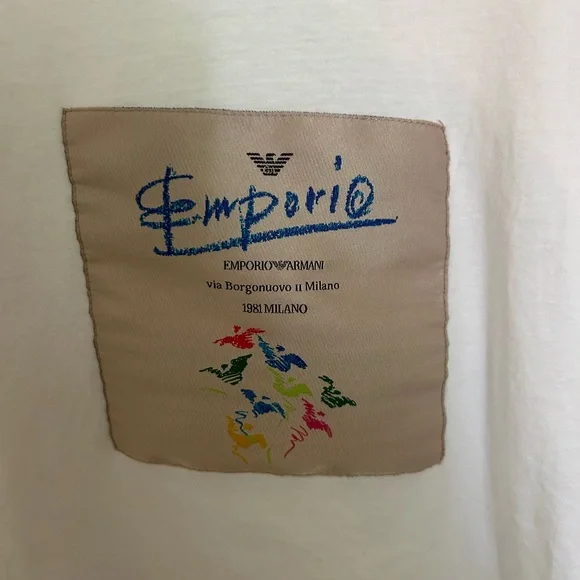 Emporio
EMPORIO ARMANI
via Borgonuovo 11 Milano
1981 MILANO